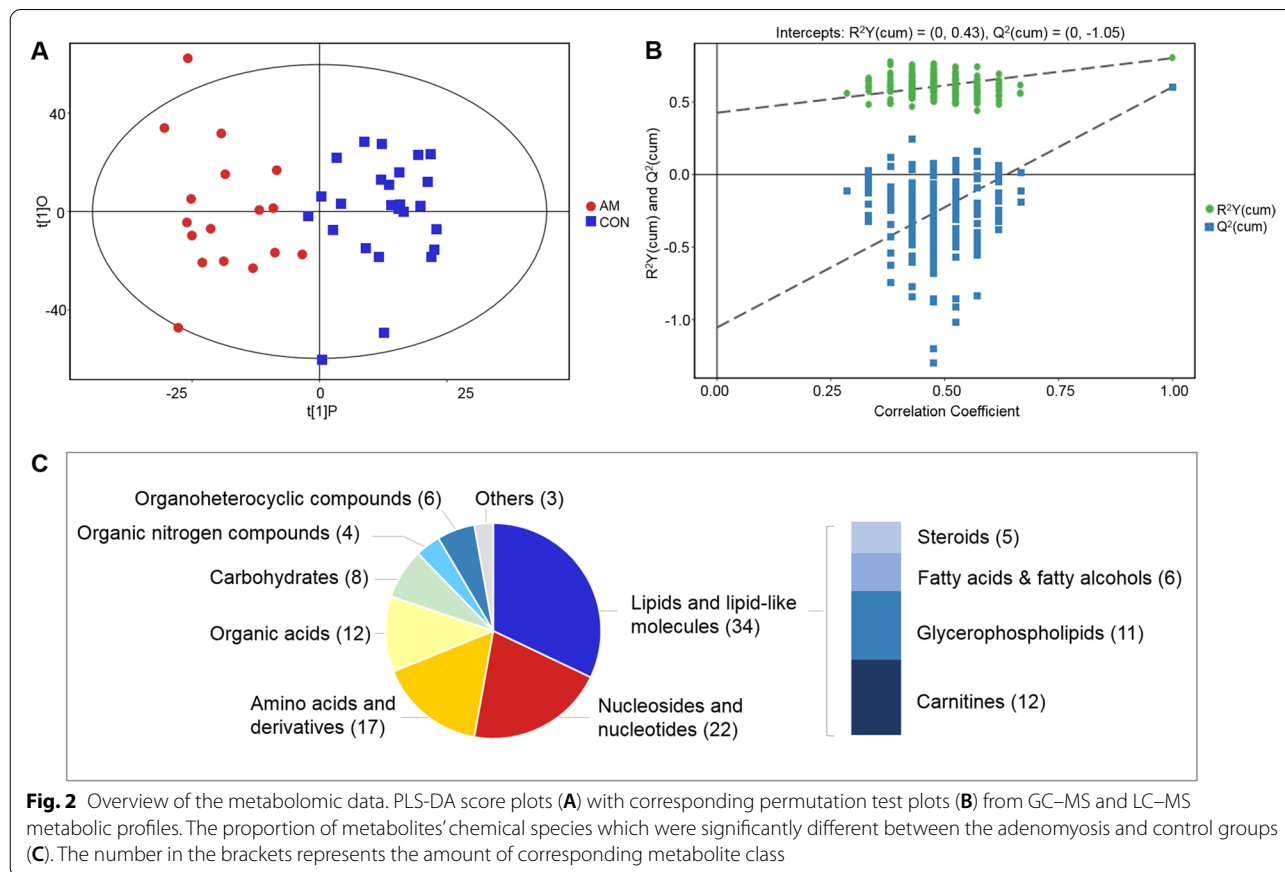 A
40
0
-40
t[1]O
-25
0
25
t[1]P
AM
CON
B
Intercepts: R²Y(cum) = (0, 0.43), Q²(cum) = (0, -1.05)
0.5
0.0
-0.5
-1.0
R²Y(cum) and Q²(cum)
0.00
0.25
0.50
0.75
1.00
Correlation Coefficient
R²Y(cum)
Q²(cum)
C
Organoheterocyclic compounds (6)
Others (3)
Organic nitrogen compounds (4)
Carbohydrates (8)
Organic acids (12)
Amino acids and
derivatives (17)
Lipids and lipid-like
molecules (34)
Nucleosides and
nucleotides (22)
Steroids (5)
Fatty acids & fatty alcohols (6)
Glycerophospholipids (11)
Carnitines (12)
Fig. 2 Overview of the metabolomic data. PLS-DA score plots (A) with corresponding permutation test plots (B) from GC–MS and LC–MS
metabolic profiles. The proportion of metabolites' chemical species which were significantly different between the adenomyosis and control groups
(C). The number in the brackets represents the amount of corresponding metabolite class